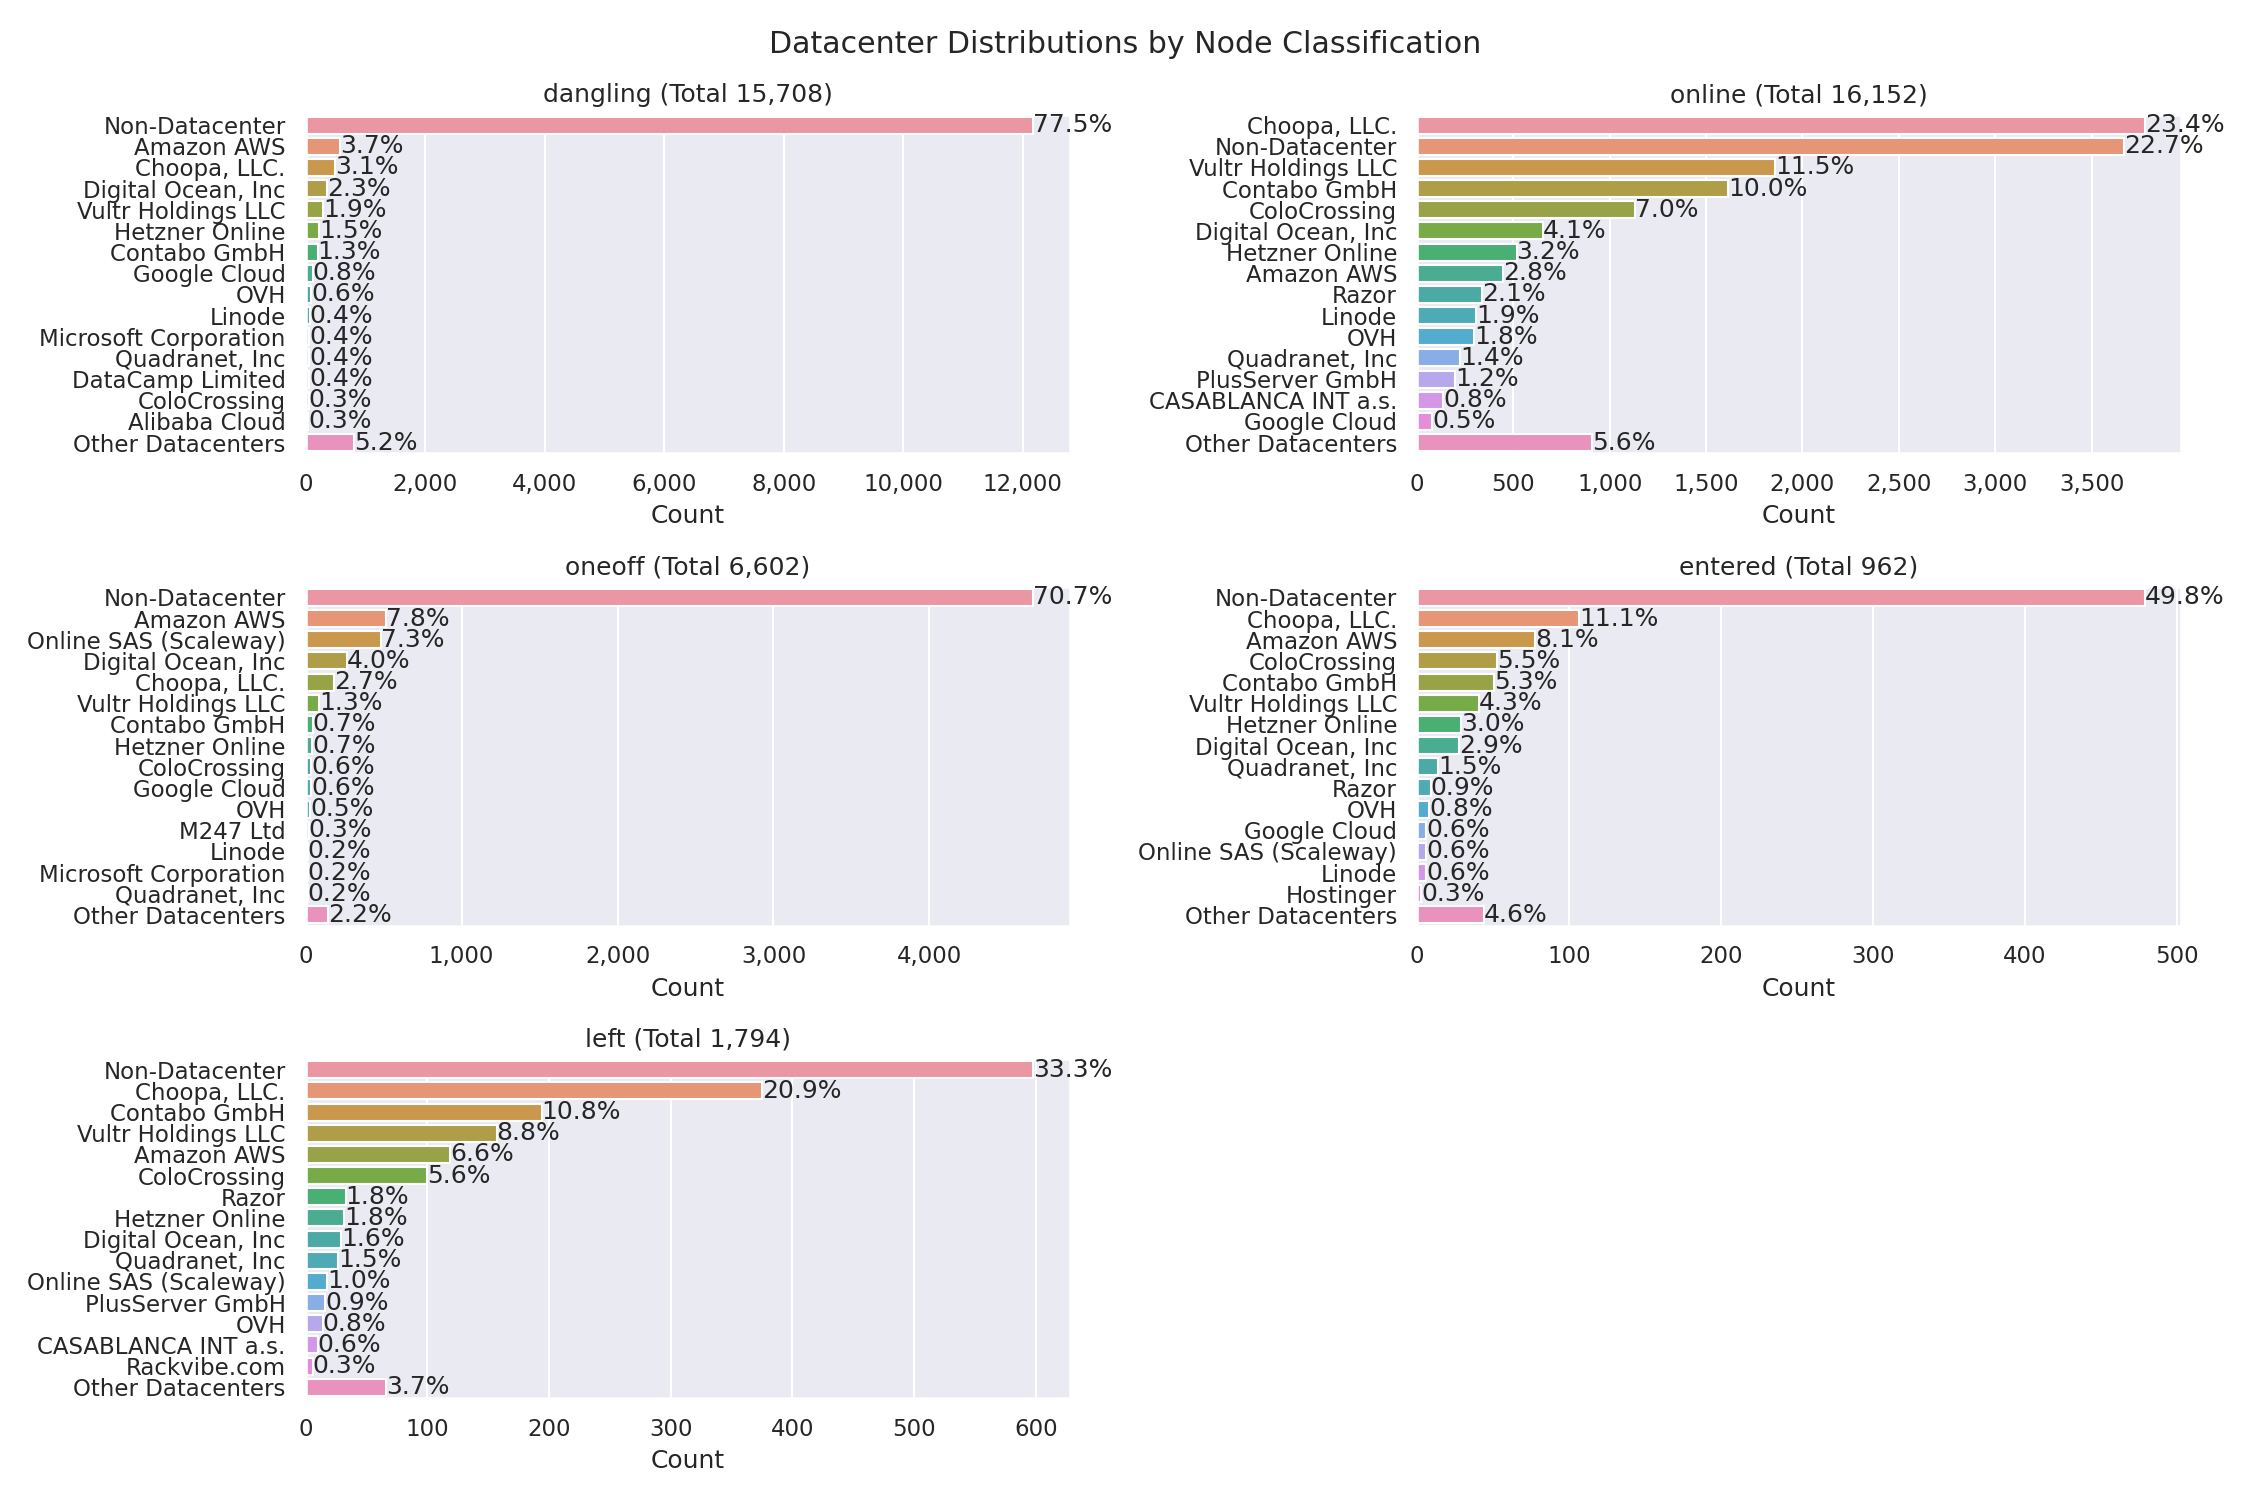 Datacenter Distributions by Node Classification
dangling (Total 15,708)
Non-Datacenter 77.5%
Amazon AWS 3.7%
Choopa, LLC. 3.1%
Digital Ocean, Inc 2.3%
Vultr Holdings LLC 1.9%
Hetzner Online 1.5%
Contabo GmbH 1.3%
Google Cloud 0.8%
OVH 0.6%
Linode 0.4%
Microsoft Corporation 0.4%
Quadranet, Inc 0.4%
DataCamp Limited 0.4%
ColoCrossing 0.3%
Alibaba Cloud 0.3%
Other Datacenters 5.2%
0 2,000 4,000 6,000 8,000 10,000 12,000
Count
online (Total 16,152)
Choopa, LLC. 23.4%
Non-Datacenter 22.7%
Vultr Holdings LLC 11.5%
Contabo GmbH 10.0%
ColoCrossing 7.0%
Digital Ocean, Inc 4.1%
Hetzner Online 3.2%
Amazon AWS 2.8%
Razor 2.1%
Linode 1.9%
OVH 1.8%
Quadranet, Inc 1.4%
PlusServer GmbH 1.2%
CASABLANCA INT a.s. 0.8%
Google Cloud 0.5%
Other Datacenters 5.6%
0 500 1,000 1,500 2,000 2,500 3,000 3,500
Count
oneoff (Total 6,602)
Non-Datacenter 70.7%
Amazon AWS 7.8%
Online SAS (Scaleway) 7.3%
Digital Ocean, Inc 4.0%
Choopa, LLC. 2.7%
Vultr Holdings LLC 1.3%
Contabo GmbH 0.7%
Hetzner Online 0.7%
ColoCrossing 0.6%
Google Cloud 0.6%
OVH 0.5%
M247 Ltd 0.3%
Linode 0.2%
Microsoft Corporation 0.2%
Quadranet, Inc 0.2%
Other Datacenters 2.2%
0 1,000 2,000 3,000 4,000
Count
entered (Total 962)
Non-Datacenter 49.8%
Choopa, LLC. 11.1%
Amazon AWS 8.1%
ColoCrossing 5.5%
Contabo GmbH 5.3%
Vultr Holdings LLC 4.3%
Hetzner Online 3.0%
Digital Ocean, Inc 2.9%
Quadranet, Inc 1.5%
Razor 0.9%
OVH 0.8%
Google Cloud 0.6%
Online SAS (Scaleway) 0.6%
Linode 0.6%
Hostinger 0.3%
Other Datacenters 4.6%
0 100 200 300 400 500
Count
left (Total 1,794)
Non-Datacenter 33.3%
Choopa, LLC. 20.9%
Contabo GmbH 10.8%
Vultr Holdings LLC 8.8%
Amazon AWS 6.6%
ColoCrossing 5.6%
Razor 1.8%
Hetzner Online 1.8%
Digital Ocean, Inc 1.6%
Quadranet, Inc 1.5%
Online SAS (Scaleway) 1.0%
PlusServer GmbH 0.9%
OVH 0.8%
CASABLANCA INT a.s. 0.6%
Rackvibe.com 0.3%
Other Datacenters 3.7%
0 100 200 300 400 500 600
Count